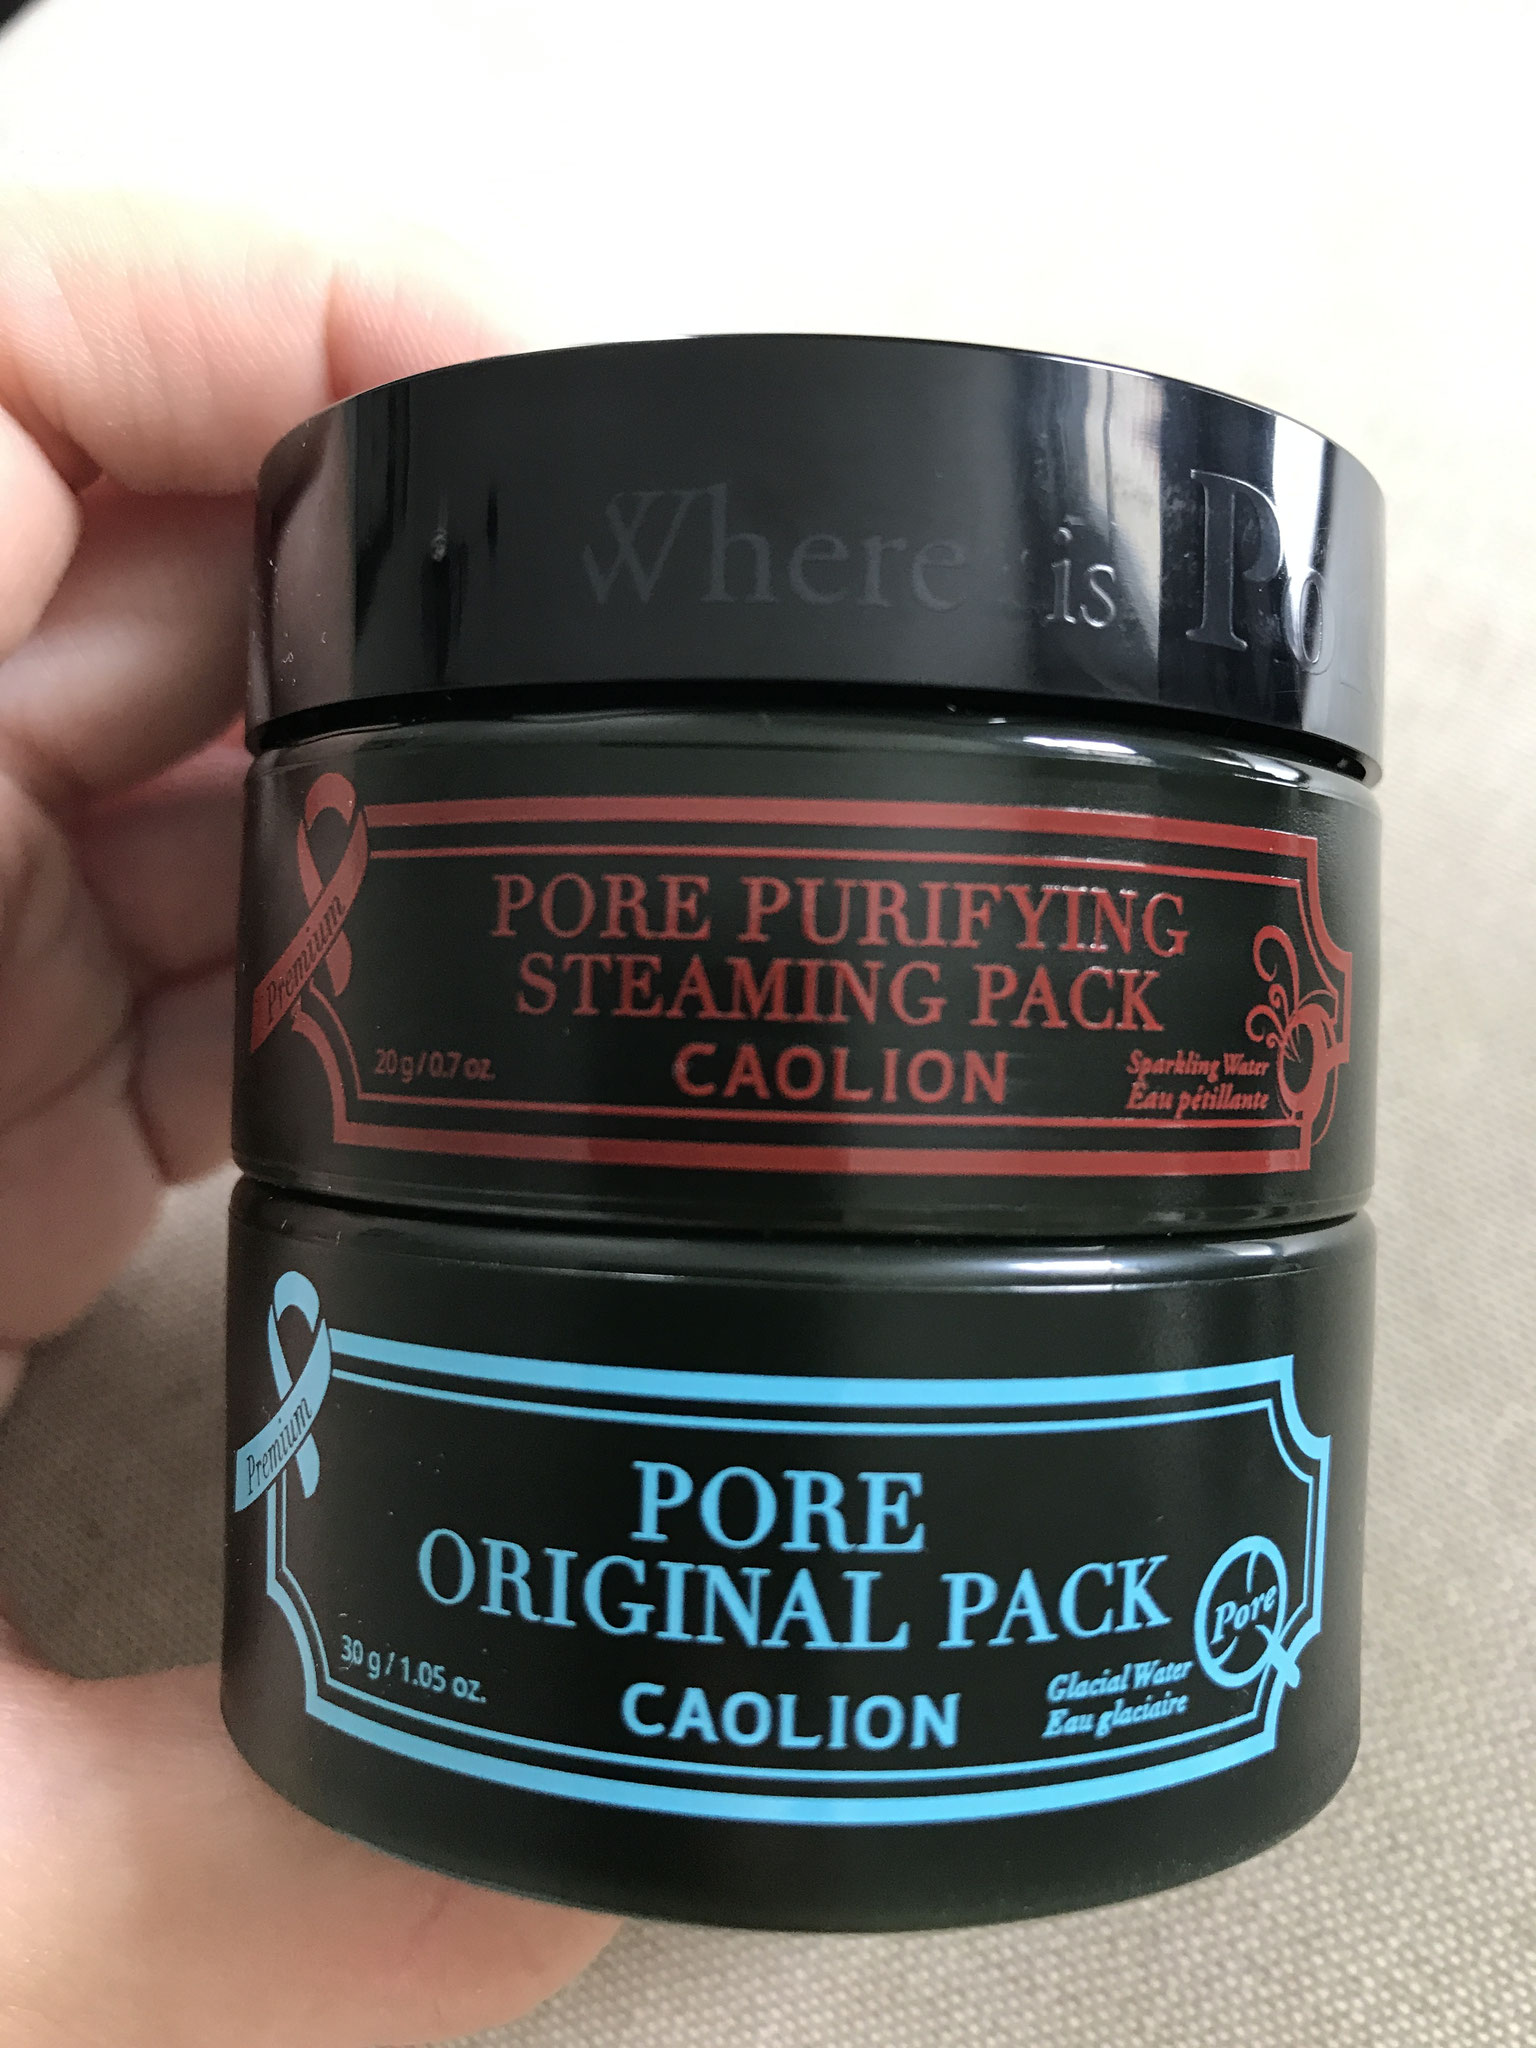 Where is Po
Premium
PORE PURIFYING
STEAMING PACK
20 g / 0.7 oz.
CAOLION
Sparkling Water
Eau pétillante
Premium
PORE
ORIGINAL PACK
Pore
30 g / 1.05 oz.
CAOLION
Glacial Water
Eau glaciaire